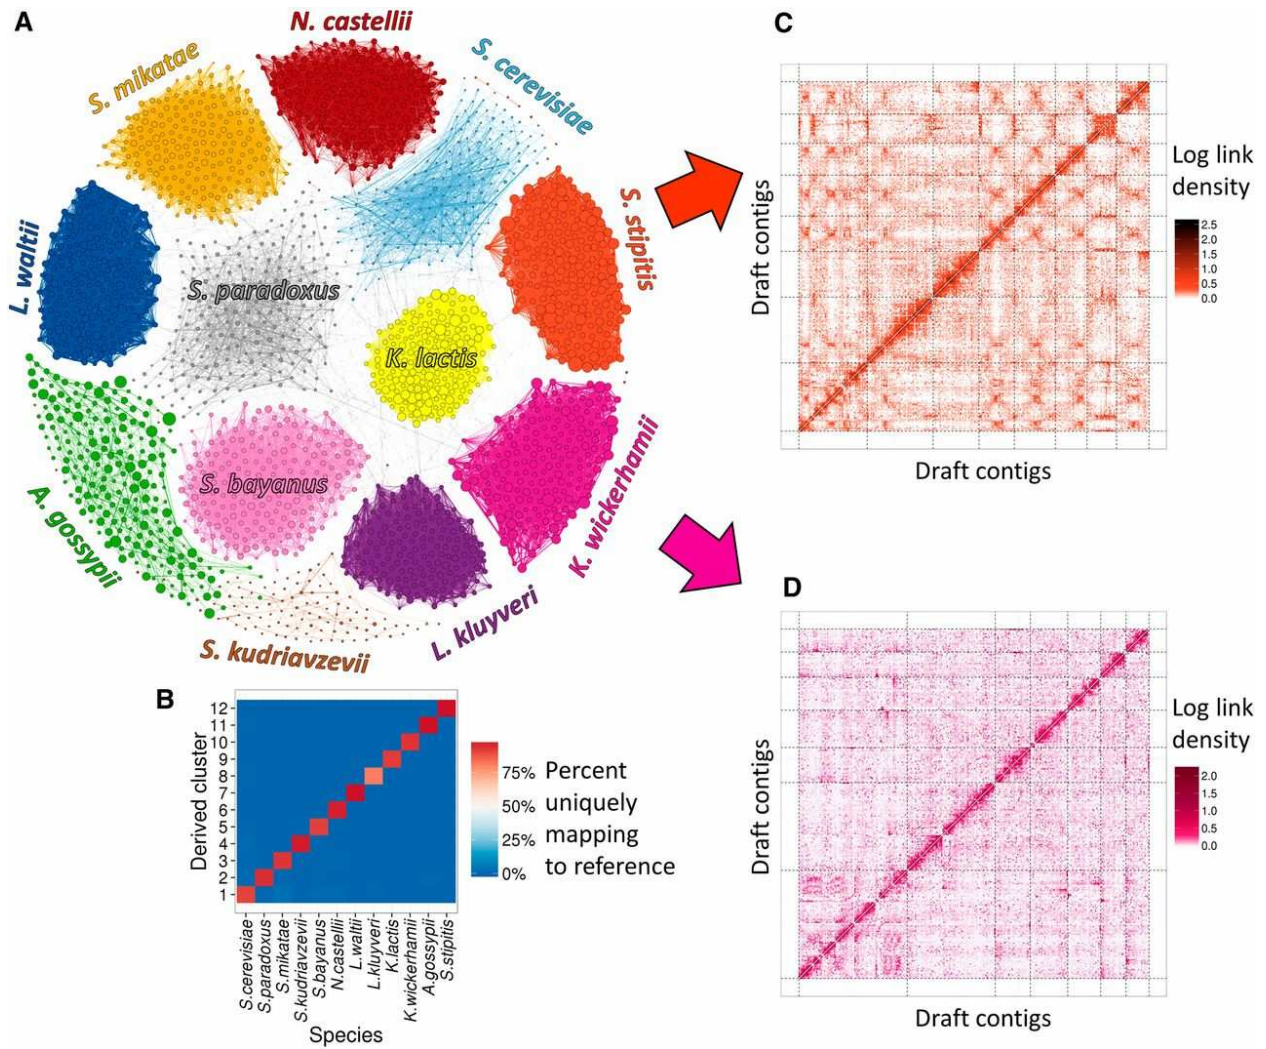 A
N. castellii
S. mikatae
S. cerevisiae
L. waltii
S. stipitis
S. paradoxus
K. lactis
A. gossypii
S. bayanus
K. wickerhamii
L. kluyveri
S. kudriavzevii
B
12
11
10
9
8
7
6
5
4
3
2
1
Derived cluster
S.cerevisiae
S.paradoxus
S.mikatae
S.kudriavzevii
S.bayanus
N.castellii
L.waltii
L.kluyveri
K.lactis
K.wickerhamii
A.gossypii
S.stipitis
Species
75%
50%
25%
0%
Percent
uniquely
mapping
to reference
C
Draft contigs
Draft contigs
Log link
density
2.5
2.0
1.5
1.0
0.5
0.0
D
Draft contigs
Draft contigs
Log link
density
2.0
1.5
1.0
0.5
0.0